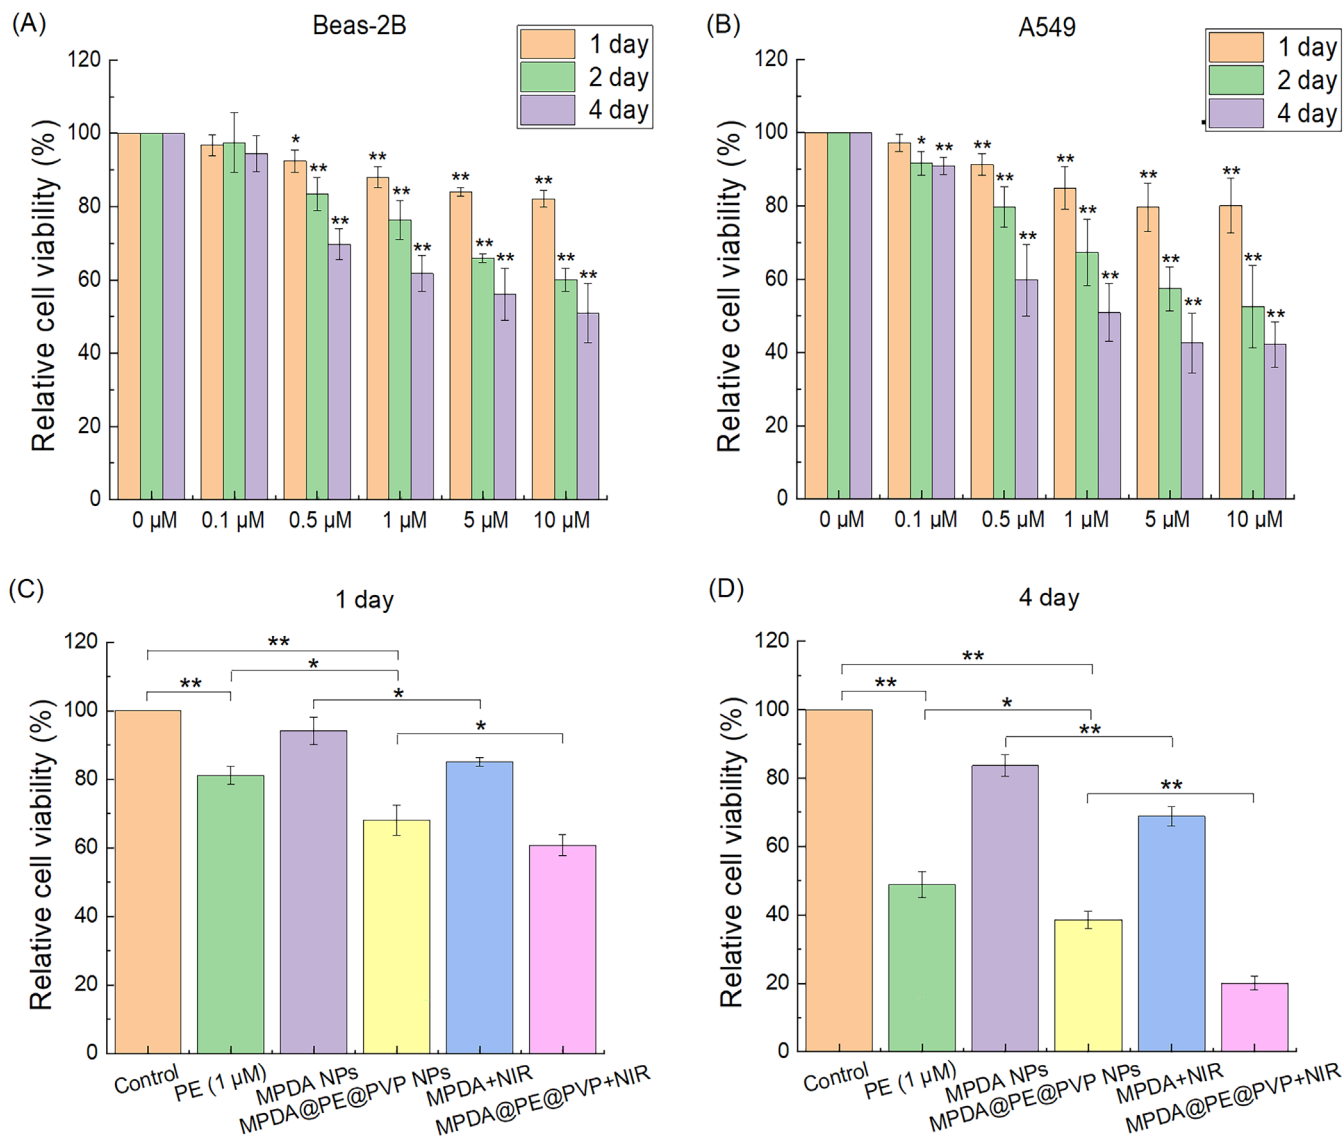 (A)
Beas-2B
1 day
2 day
4 day
Relative cell viability (%)
120
100
80
60
40
20
0
*
**
**
**
**
**
**
**
**
**
**
**
0 µM
0.1 µM
0.5 µM
1 µM
5 µM
10 µM
(B)
A549
1 day
2 day
4 day
Relative cell viability (%)
120
100
80
60
40
20
0
*
**
**
**
**
**
**
**
**
**
**
**
**
**
0 µM
0.1 µM
0.5 µM
1 µM
5 µM
10 µM
(C)
1 day
Relative cell viability (%)
120
100
80
60
40
20
0
**
*
**
*
*
Control
PE (1 µM)
MPDA NPs
MPDA@PE@PVP NPs
MPDA+NIR
MPDA@PE@PVP+NIR
(D)
4 day
Relative cell viability (%)
120
100
80
60
40
20
0
**
**
*
**
**
Control
PE (1 µM)
MPDA NPs
MPDA@PE@PVP NPs
MPDA+NIR
MPDA@PE@PVP+NIR